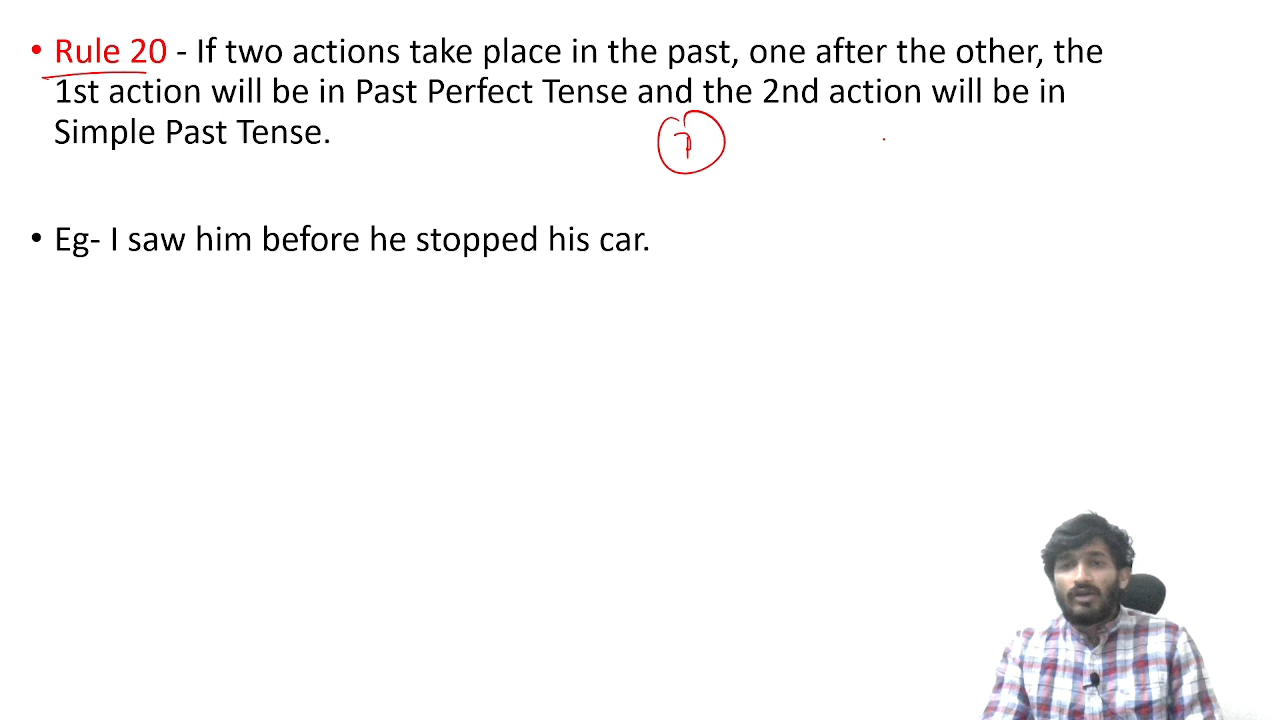 • Rule 20 - If two actions take place in the past, one after the other, the
1st action will be in Past Perfect Tense and the 2nd action will be in
Simple Past Tense.
• Eg- I saw him before he stopped his car.